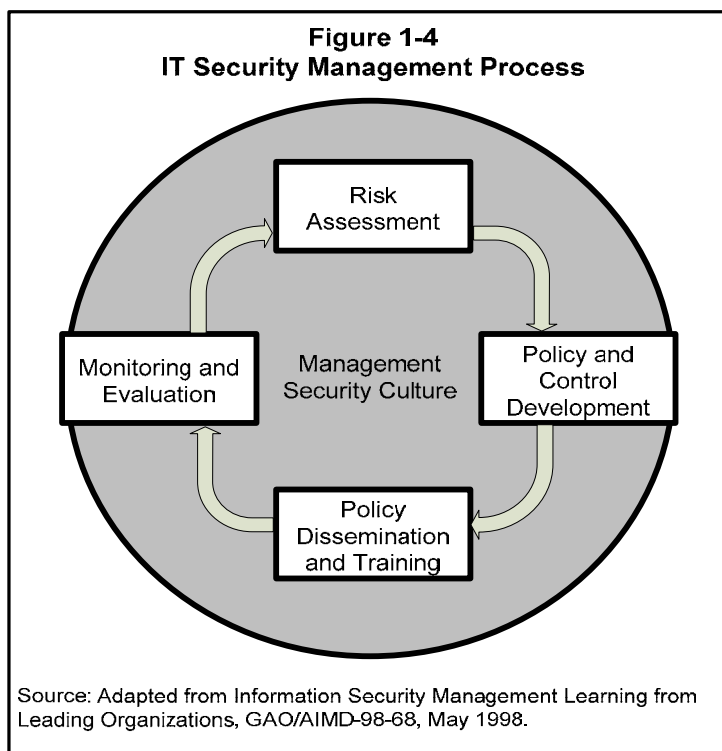 Figure 1-4
IT Security Management Process
Risk
Assessment
Monitoring and
Evaluation
Management
Security Culture
Policy and
Control
Development
Policy
Dissemination
and Training
Source: Adapted from Information Security Management Learning from
Leading Organizations, GAO/AIMD-98-68, May 1998.